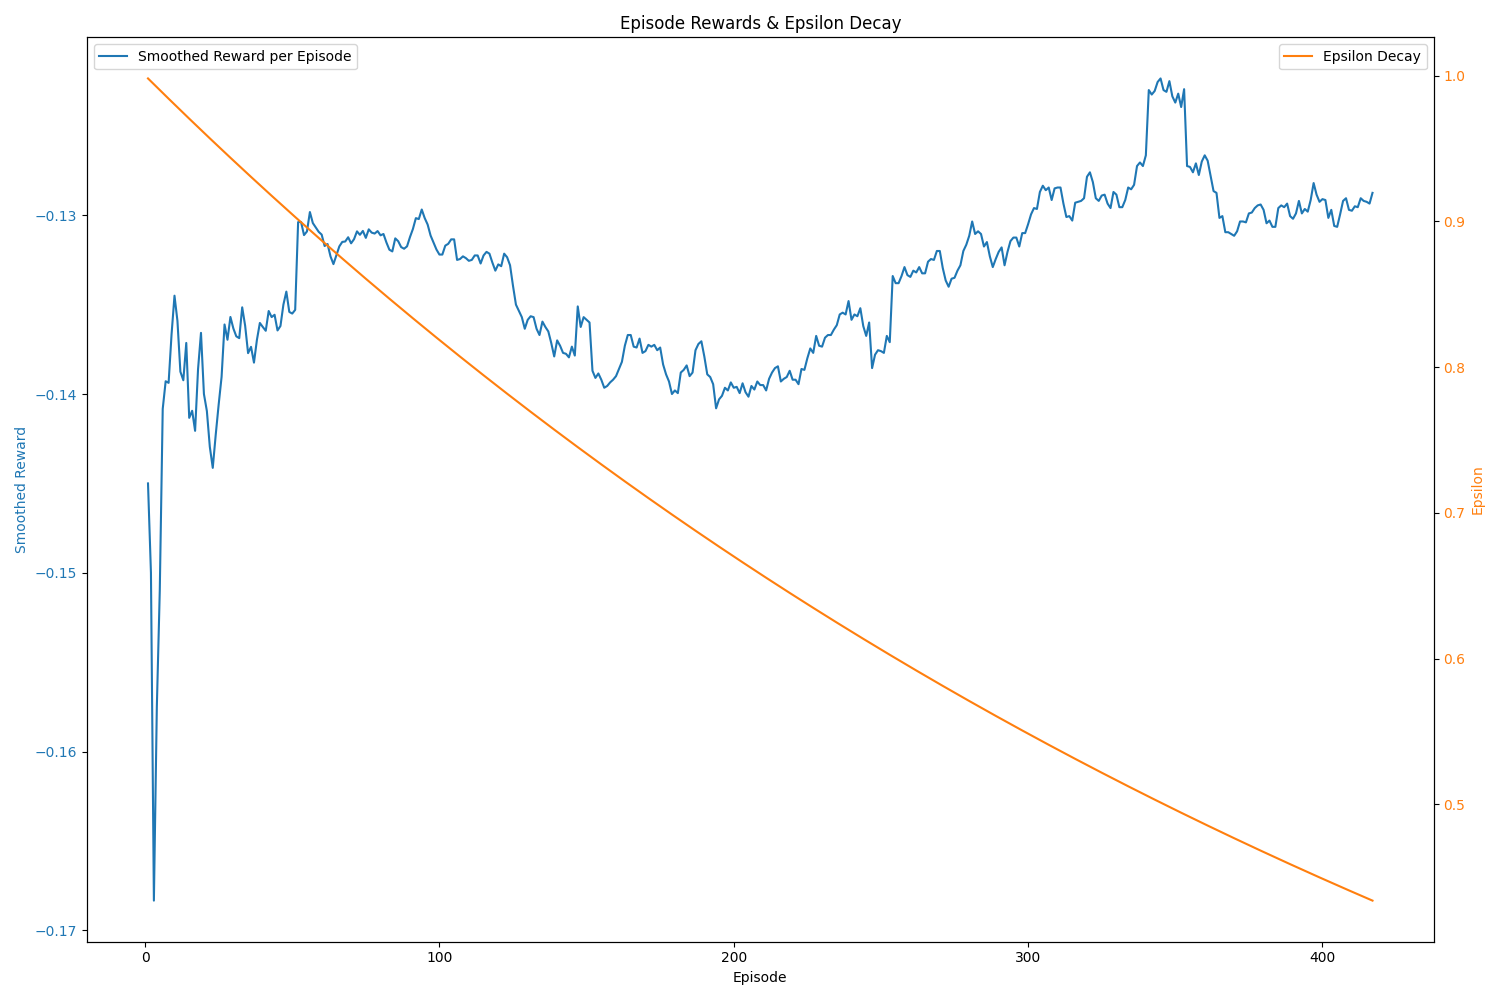 Episode Rewards & Epsilon Decay
Smoothed Reward per Episode
Epsilon Decay
Smoothed Reward
−0.13
−0.14
−0.15
−0.16
−0.17
1.0
0.9
0.8
0.7
0.6
0.5
Epsilon
0
100
200
300
400
Episode